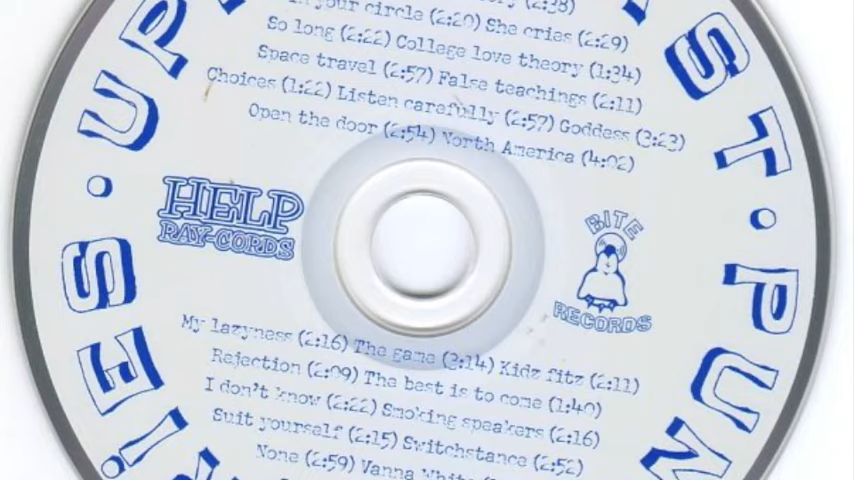 (2:38)
your circle (2:20) She cries (2:29)
So long (2:22) College love theory (1:34)
Space travel (2:57) False teachings (2:11)
Choices (1:22) Listen carefully (2:57) Goddess (3:23)
Open the door (2:54) North America (4:02)
HELP
RAY-CORDS
BITE
RECORDS
My lazyness (2:16) The game (3:14) Kidz fitz (2:11)
Rejection (2:09) The best is to come (1:40)
I don't know (2:22) Smoking speakers (2:16)
Suit yourself (2:15) Switchstance (2:52)
None (2:59) Vanna White
ST · PUN
IES · UP